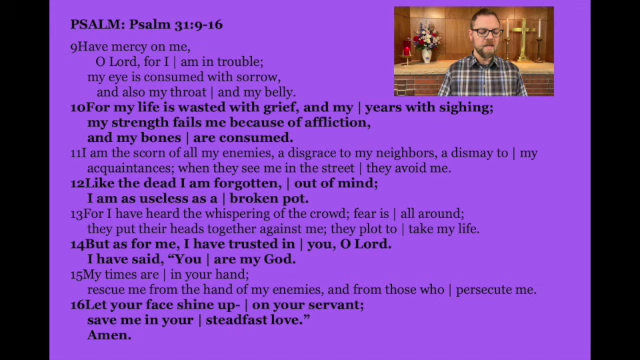 PSALM: Psalm 31:9-16
9Have mercy on me,
O Lord, for I | am in trouble;
my eye is consumed with sorrow,
and also my throat | and my belly.
10For my life is wasted with grief, and my | years with sighing;
my strength fails me because of affliction,
and my bones | are consumed.
11I am the scorn of all my enemies, a disgrace to my neighbors, a dismay to | my
acquaintances; when they see me in the street | they avoid me.
12Like the dead I am forgotten, | out of mind;
I am as useless as a | broken pot.
13For I have heard the whispering of the crowd; fear is | all around;
they put their heads together against me; they plot to | take my life.
14But as for me, I have trusted in | you, O Lord.
I have said, “You | are my God.
15My times are | in your hand;
rescue me from the hand of my enemies, and from those who | persecute me.
16Let your face shine up- | on your servant;
save me in your | steadfast love.”
Amen.